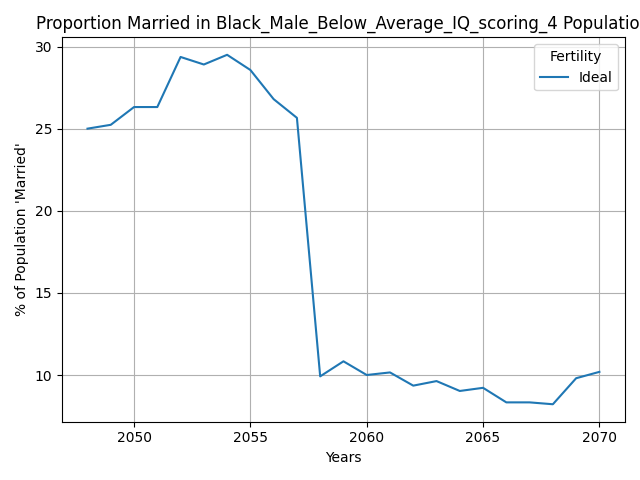 Proportion Married in Black_Male_Below_Average_IQ_scoring_4 Populatio
Fertility
Ideal
30
25
20
15
10
% of Population 'Married'
2050 2055 2060 2065 2070
Years